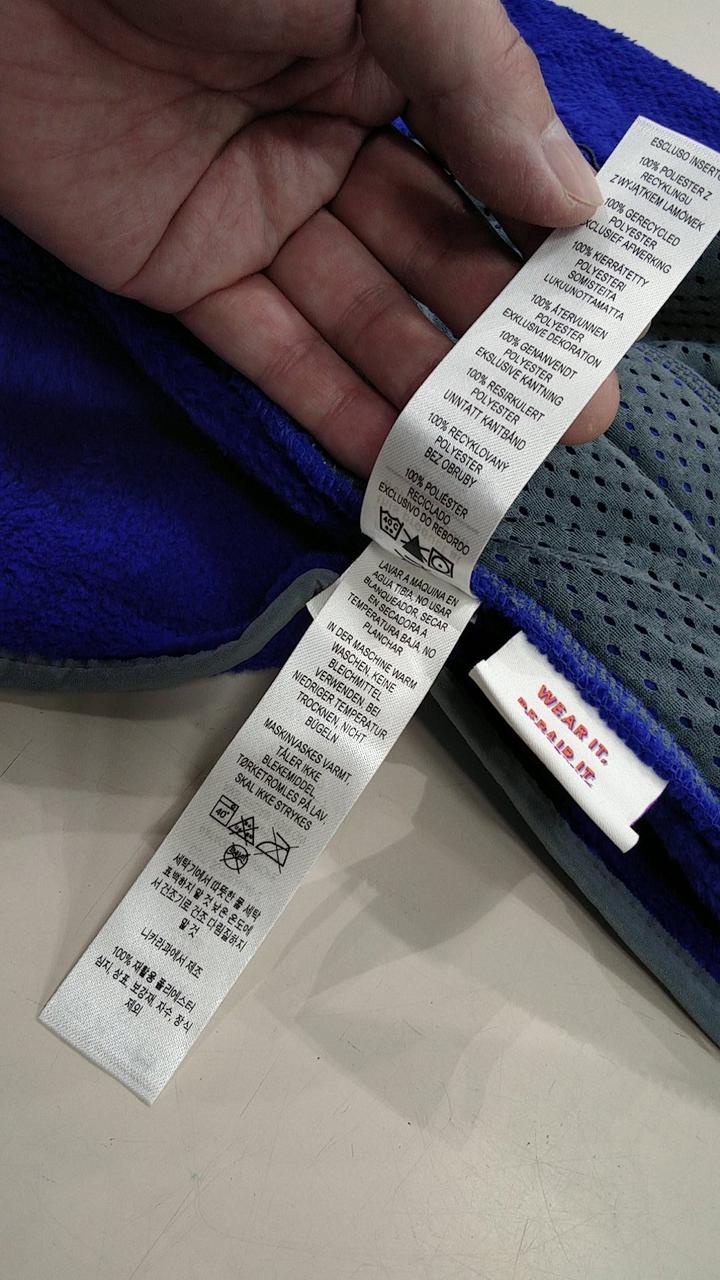 ESCLUSO INSERTO
100% POLIESTER Z
RECYKLINGU
Z WYJĄTKIEM LAMÓWEK
100% GERECYCLED
POLYESTER
EXCLUSIEF AFWERKING
100% KIERRÄTETTY
POLYESTERI
SOMISTEITA
LUKUUNOTTAMATTA
100% ÅTERVUNNEN
POLYESTER
EXKLUSIVE DEKORATION
100% GENANVENDT
POLYESTER
EKSLUSIVE KANTNING
100% RESIRKULERT
POLYESTER
UNNTATT KANTBÅND
100% RECYKLOVANÝ
POLYESTER
BEZ OBRUBY
100% POLIÉSTER
RECICLADO
EXCLUSIVO DO REBORDO
40C
LAVAR A MÁQUINA EN
AGUA TIBIA, NO USAR
BLANQUEADOR, SECAR
EN SECADORA A
TEMPERATURA BAJA, NO
PLANCHAR
IN DER MASCHINE WARM
WASCHEN, KEINE
BLEICHMITTEL
VERWENDEN, BEI
NIEDRIGER TEMPERATUR
TROCKNEN, NICHT
BÜGELN
MASKINVASKES VARMT,
TÅLER IKKE
BLEKEMIDDEL,
TØRKETROMLES PÅ LAV,
SKAL IKKE STRYKES
40
세탁기에서 따뜻한 물 세탁
표백하지 말 것 낮은 온도에
서 건조기로 건조 다림질하지
말 것
니카라과에서 제조
100% 재활용 폴리에스터
심지, 상표, 보강재, 자수, 장식
제외
WEAR IT.
REPAIR IT.